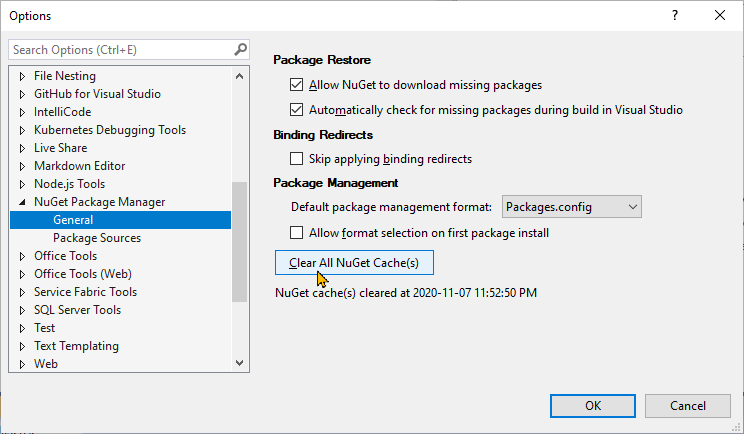 Options
?
Search Options (Ctrl+E)
File Nesting
GitHub for Visual Studio
IntelliCode
Kubernetes Debugging Tools
Live Share
Markdown Editor
Node.js Tools
NuGet Package Manager
General
Package Sources
Office Tools
Office Tools (Web)
Service Fabric Tools
SQL Server Tools
Test
Text Templating
Web
Package Restore
Allow NuGet to download missing packages
Automatically check for missing packages during build in Visual Studio
Binding Redirects
Skip applying binding redirects
Package Management
Default package management format: Packages.config
Allow format selection on first package install
Clear All NuGet Cache(s)
NuGet cache(s) cleared at 2020-11-07 11:52:50 PM
OK Cancel